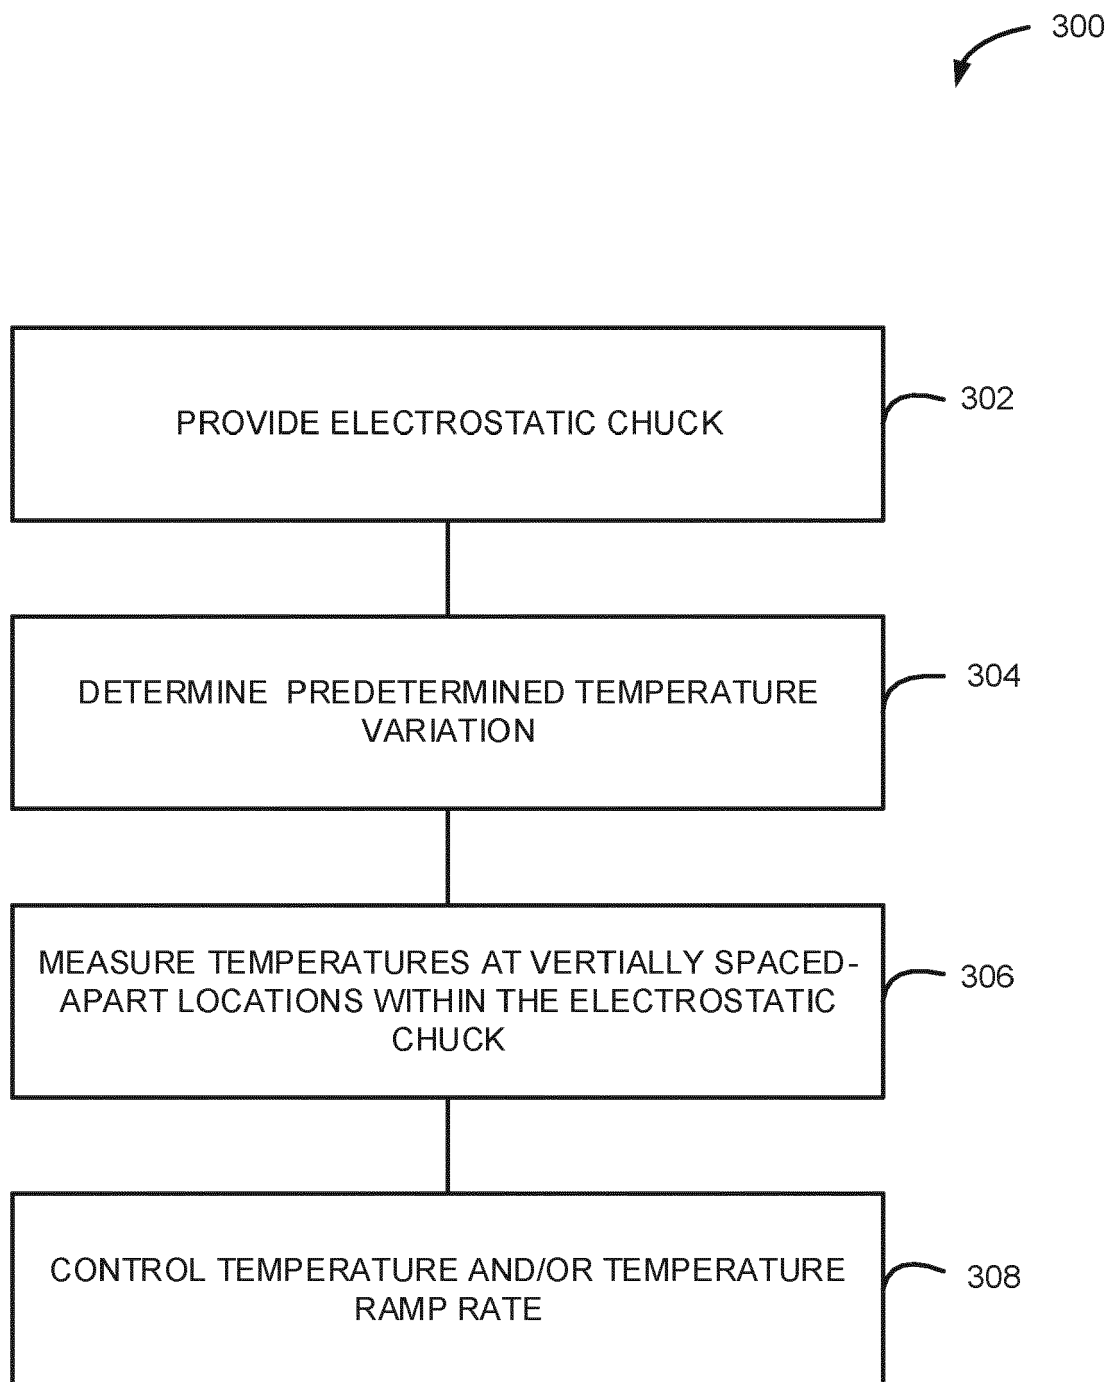 300
PROVIDE ELECTROSTATIC CHUCK
302
DETERMINE PREDETERMINED TEMPERATURE
VARIATION
304
MEASURE TEMPERATURES AT VERTIALLY SPACED-
APART LOCATIONS WITHIN THE ELECTROSTATIC
CHUCK
306
CONTROL TEMPERATURE AND/OR TEMPERATURE
RAMP RATE
308